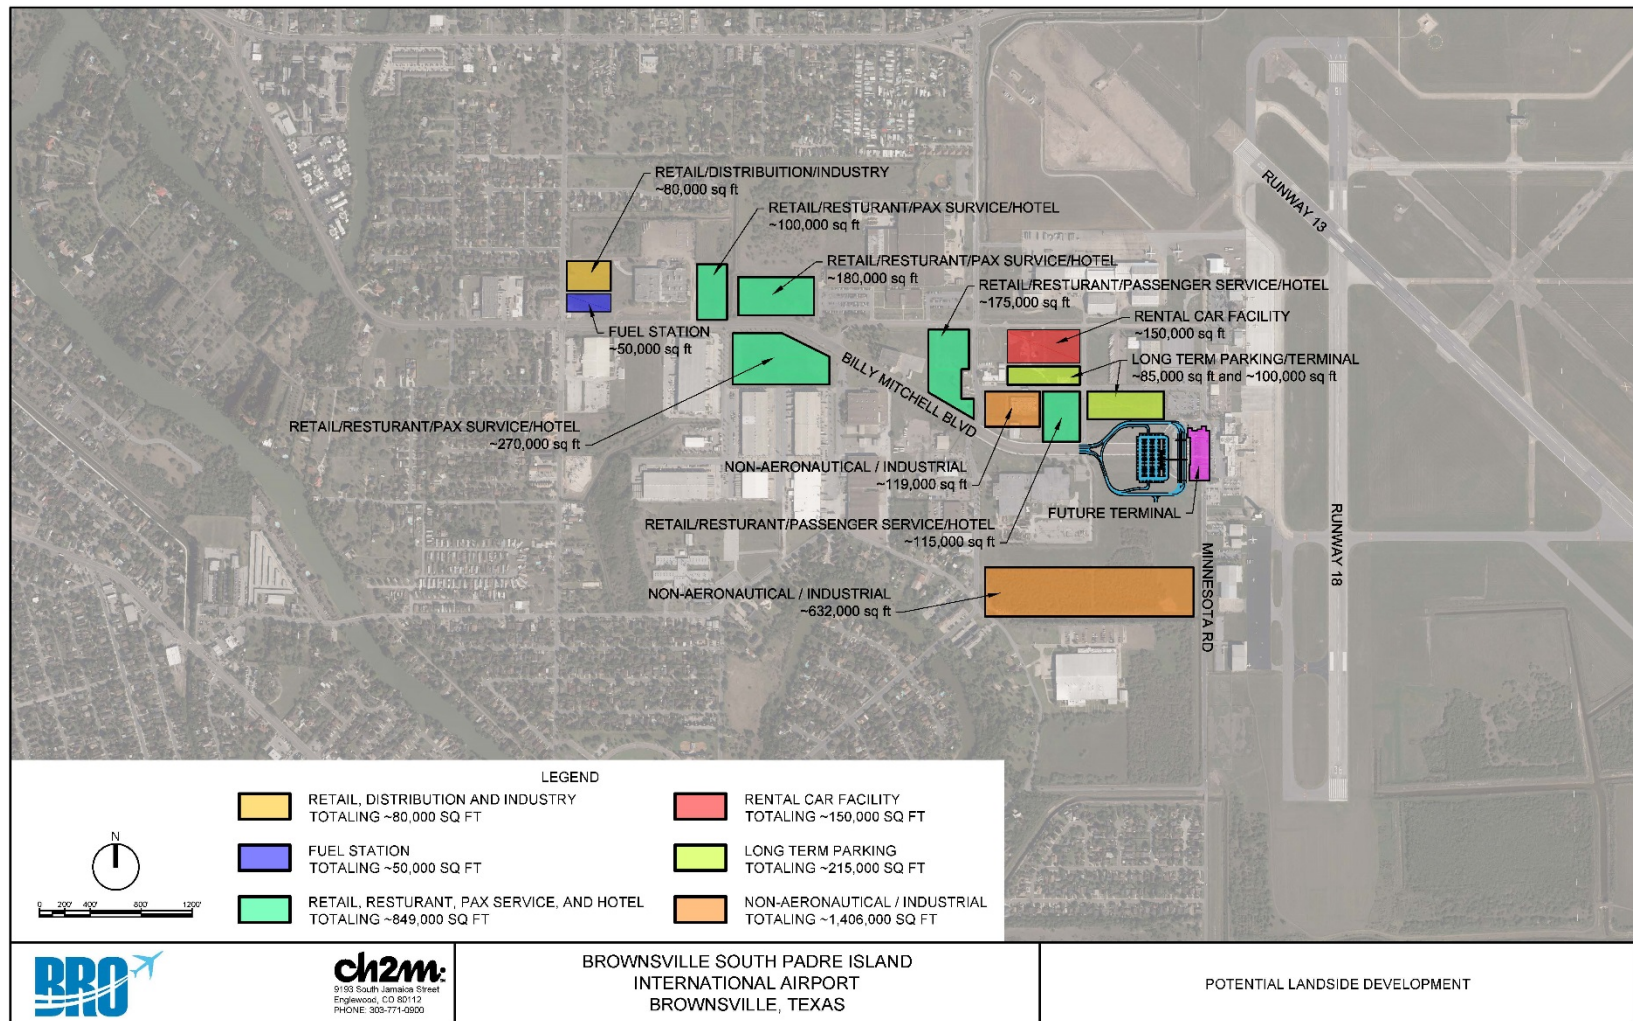 RETAIL/DISTRIBUITION/INDUSTRY
~80,000 sq ft
RETAIL/RESTURANT/PAX SURVICE/HOTEL
~100,000 sq ft
RETAIL/RESTURANT/PAX SURVICE/HOTEL
~180,000 sq ft
RETAIL/RESTURANT/PASSENGER SERVICE/HOTEL
~175,000 sq ft
RENTAL CAR FACILITY
~150,000 sq ft
LONG TERM PARKING/TERMINAL
~85,000 sq ft and ~100,000 sq ft
FUEL STATION
~50,000 sq ft
BILLY MITCHELL BLVD
RETAIL/RESTURANT/PAX SURVICE/HOTEL
~270,000 sq ft
NON-AERONAUTICAL / INDUSTRIAL
~119,000 sq ft
RETAIL/RESTURANT/PASSENGER SERVICE/HOTEL
~115,000 sq ft
FUTURE TERMINAL
NON-AERONAUTICAL / INDUSTRIAL
~632,000 sq ft
MINNESOTA RD
RUNWAY 13
RUNWAY 18
LEGEND
RETAIL, DISTRIBUTION AND INDUSTRY
TOTALING ~80,000 SQ FT
FUEL STATION
TOTALING ~50,000 SQ FT
RETAIL, RESTURANT, PAX SERVICE, AND HOTEL
TOTALING ~849,000 SQ FT
RENTAL CAR FACILITY
TOTALING ~150,000 SQ FT
LONG TERM PARKING
TOTALING ~215,000 SQ FT
NON-AERONAUTICAL / INDUSTRIAL
TOTALING ~1,406,000 SQ FT
N
0 200' 400' 800' 1200'
BRO
ch2m:
9193 South Jamaica Street
Englewood, CO 80112
PHONE: 303-771-0900
BROWNSVILLE SOUTH PADRE ISLAND
INTERNATIONAL AIRPORT
BROWNSVILLE, TEXAS
POTENTIAL LANDSIDE DEVELOPMENT